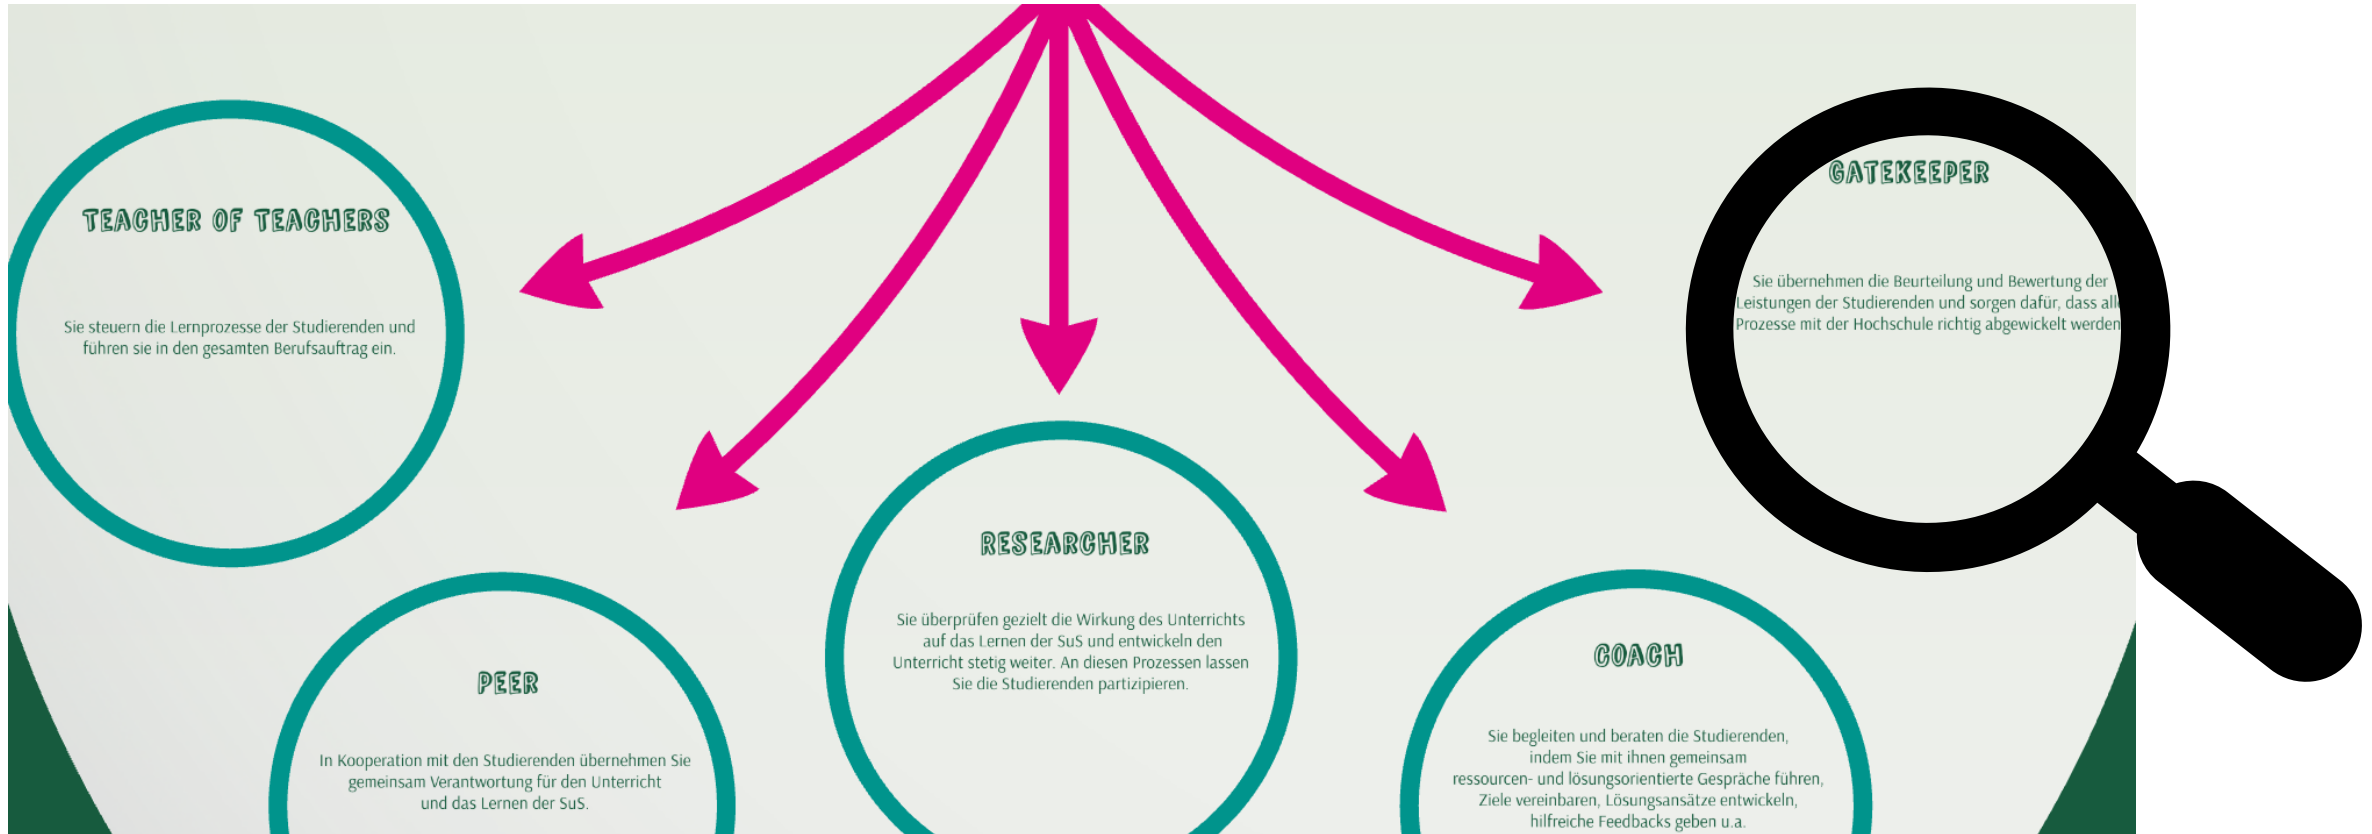 TEACHER OF TEACHERS
Sie steuern die Lernprozesse der Studierenden und
führen sie in den gesamten Berufsauftrag ein.
PEER
In Kooperation mit den Studierenden übernehmen Sie
gemeinsam Verantwortung für den Unterricht
und das Lernen der SuS.
RESEARCHER
Sie überprüfen gezielt die Wirkung des Unterrichts
auf das Lernen der SuS und entwickeln den
Unterricht stetig weiter. An diesen Prozessen lassen
Sie die Studierenden partizipieren.
COACH
Sie begleiten und beraten die Studierenden,
indem Sie mit ihnen gemeinsam
ressourcen- und lösungsorientierte Gespräche führen,
Ziele vereinbaren, Lösungsansätze entwickeln,
hilfreiche Feedbacks geben u.a.
GATEKEEPER
Sie übernehmen die Beurteilung und Bewertung der
Leistungen der Studierenden und sorgen dafür, dass alle
Prozesse mit der Hochschule richtig abgewickelt werden